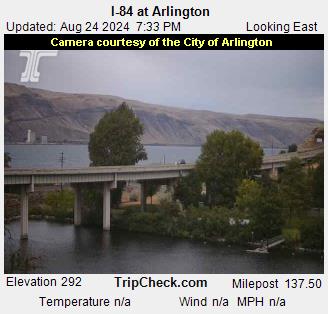 I-84 at Arlington
Updated: Aug 24 2024 7:33 PM Looking East
Camera courtesy of the City of Arlington
Elevation 292 TripCheck.com Milepost 137.50
Temperature n/a Wind n/a MPH n/a